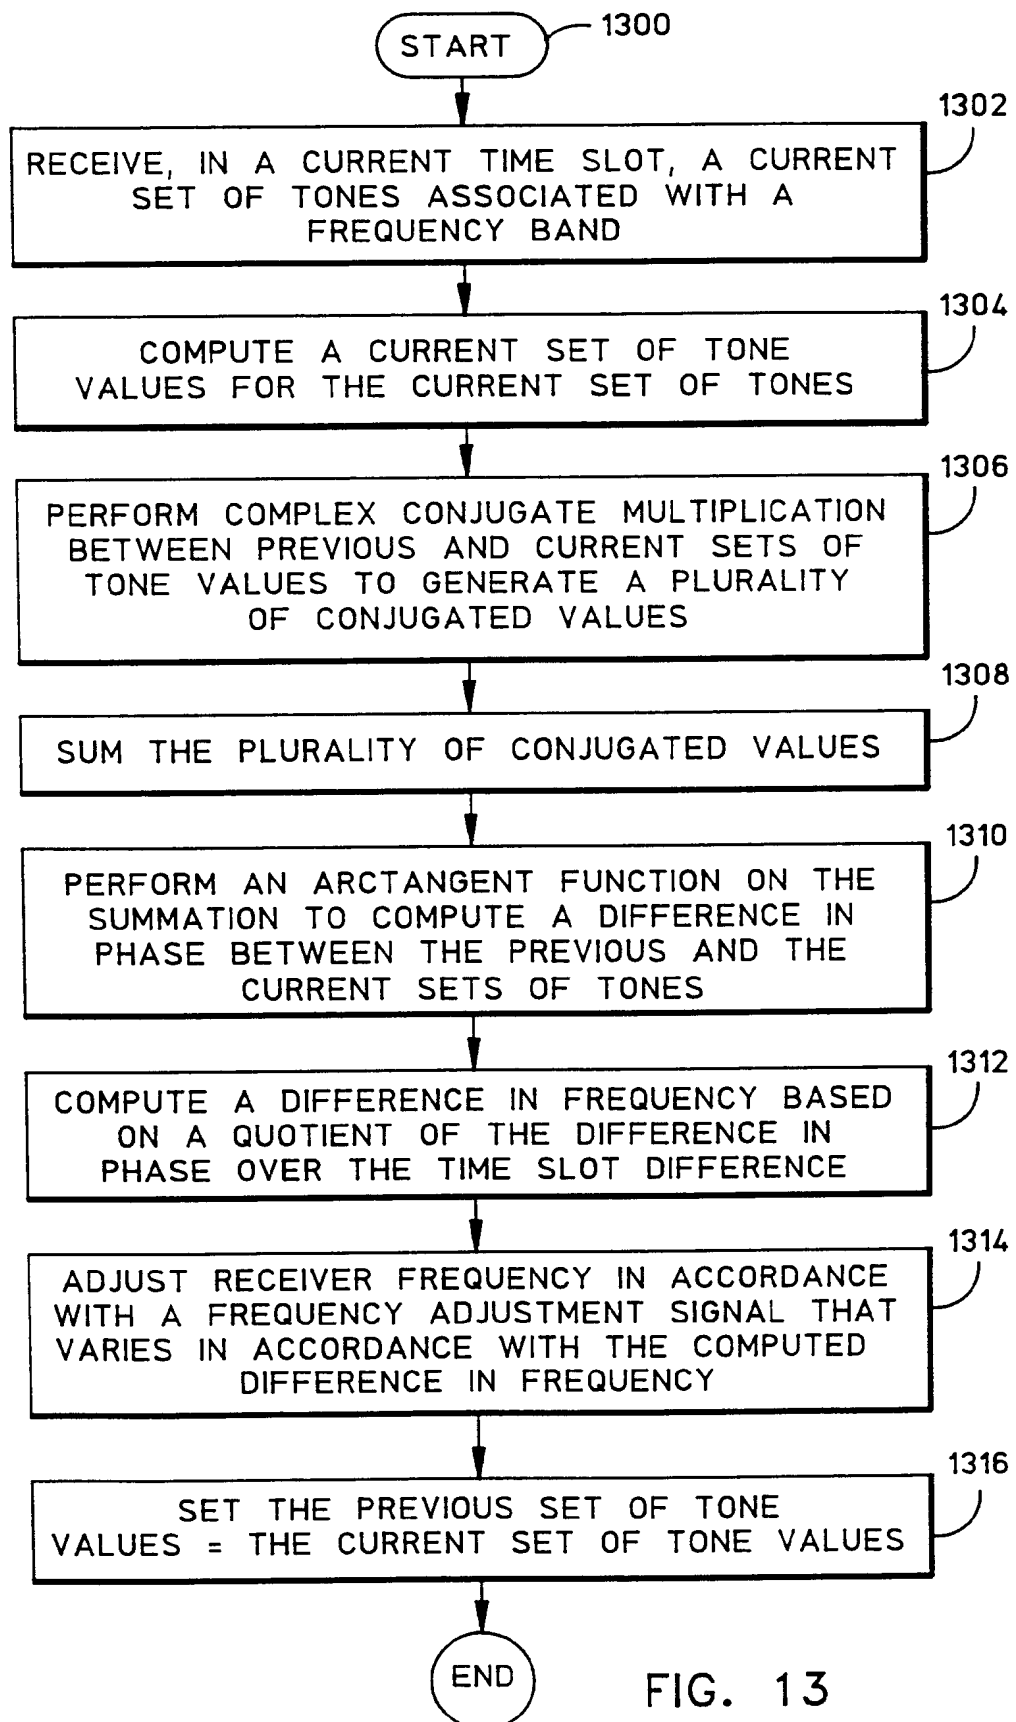 START
1300
1302
RECEIVE, IN A CURRENT TIME SLOT, A CURRENT
SET OF TONES ASSOCIATED WITH A
FREQUENCY BAND
1304
COMPUTE A CURRENT SET OF TONE
VALUES FOR THE CURRENT SET OF TONES
1306
PERFORM COMPLEX CONJUGATE MULTIPLICATION
BETWEEN PREVIOUS AND CURRENT SETS OF
TONE VALUES TO GENERATE A PLURALITY
OF CONJUGATED VALUES
1308
SUM THE PLURALITY OF CONJUGATED VALUES
1310
PERFORM AN ARCTANGENT FUNCTION ON THE
SUMMATION TO COMPUTE A DIFFERENCE IN
PHASE BETWEEN THE PREVIOUS AND THE
CURRENT SETS OF TONES
1312
COMPUTE A DIFFERENCE IN FREQUENCY BASED
ON A QUOTIENT OF THE DIFFERENCE IN
PHASE OVER THE TIME SLOT DIFFERENCE
1314
ADJUST RECEIVER FREQUENCY IN ACCORDANCE
WITH A FREQUENCY ADJUSTMENT SIGNAL THAT
VARIES IN ACCORDANCE WITH THE COMPUTED
DIFFERENCE IN FREQUENCY
1316
SET THE PREVIOUS SET OF TONE
VALUES = THE CURRENT SET OF TONE VALUES
END
FIG. 13